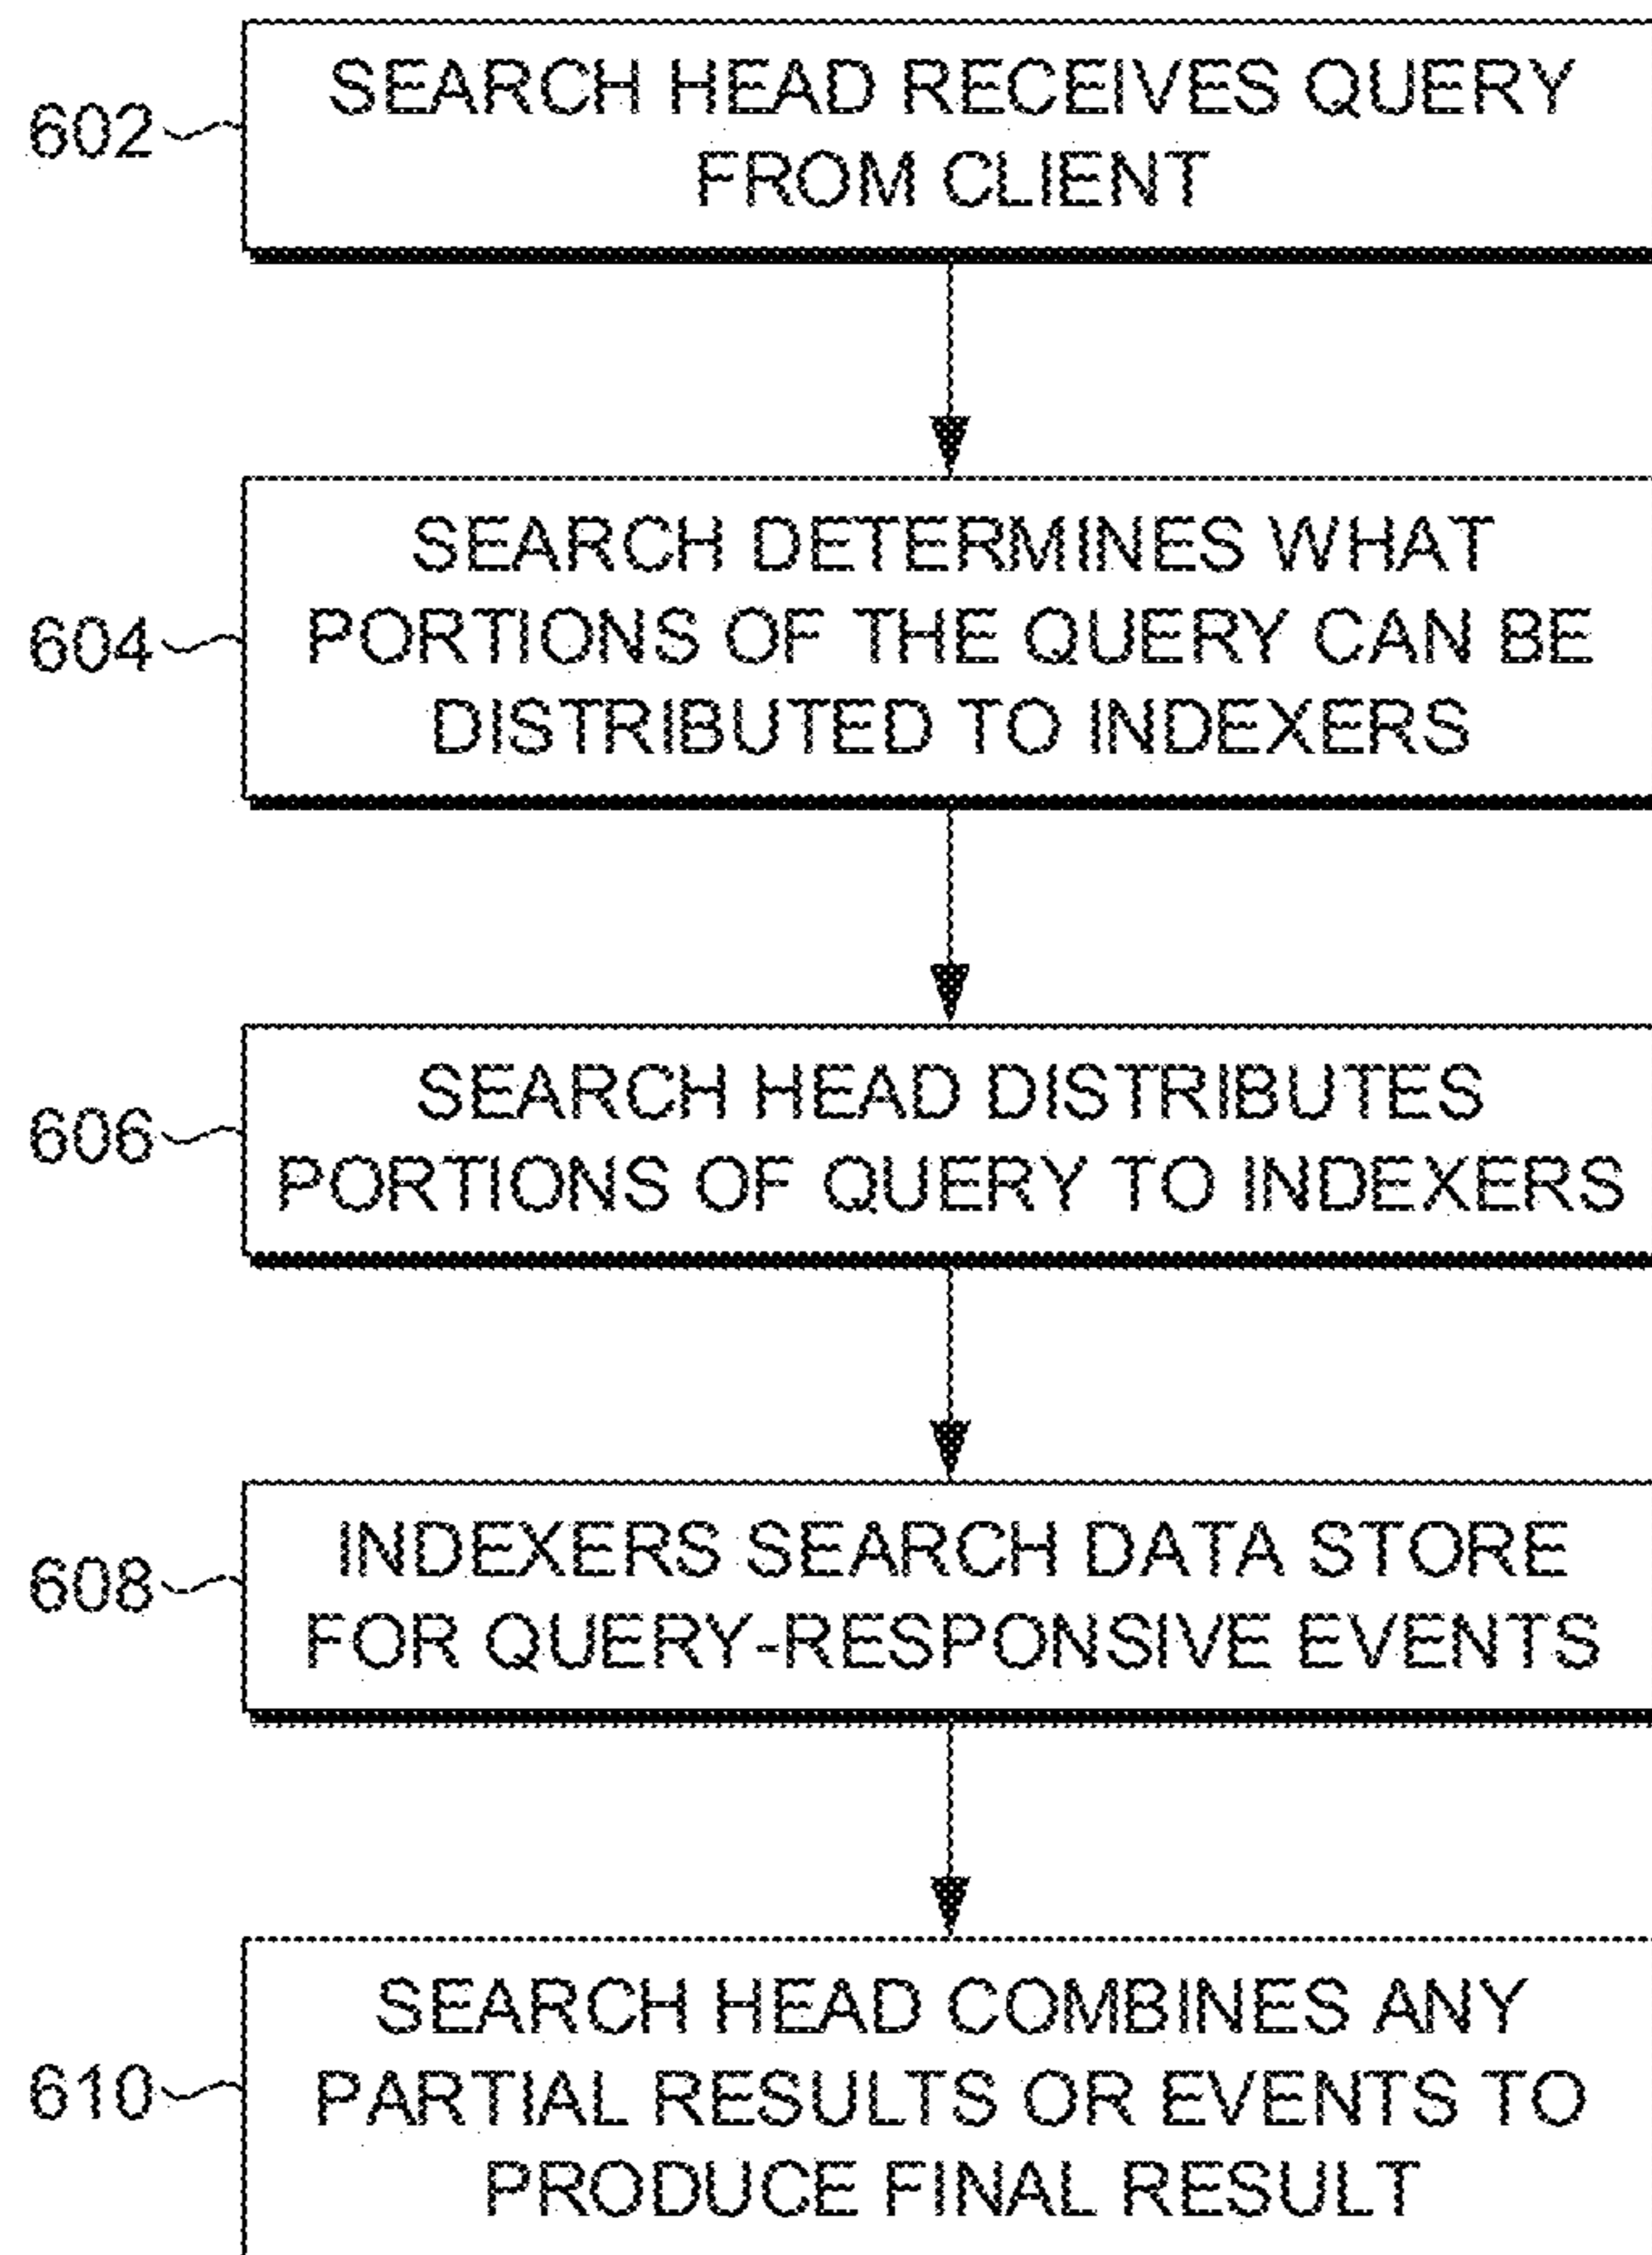 602
SEARCH HEAD RECEIVES QUERY
FROM CLIENT
604
SEARCH DETERMINES WHAT
PORTIONS OF THE QUERY CAN BE
DISTRIBUTED TO INDEXERS
606
SEARCH HEAD DISTRIBUTES
PORTIONS OF QUERY TO INDEXERS
608
INDEXERS SEARCH DATA STORE
FOR QUERY-RESPONSIVE EVENTS
610
SEARCH HEAD COMBINES ANY
PARTIAL RESULTS OR EVENTS TO
PRODUCE FINAL RESULT